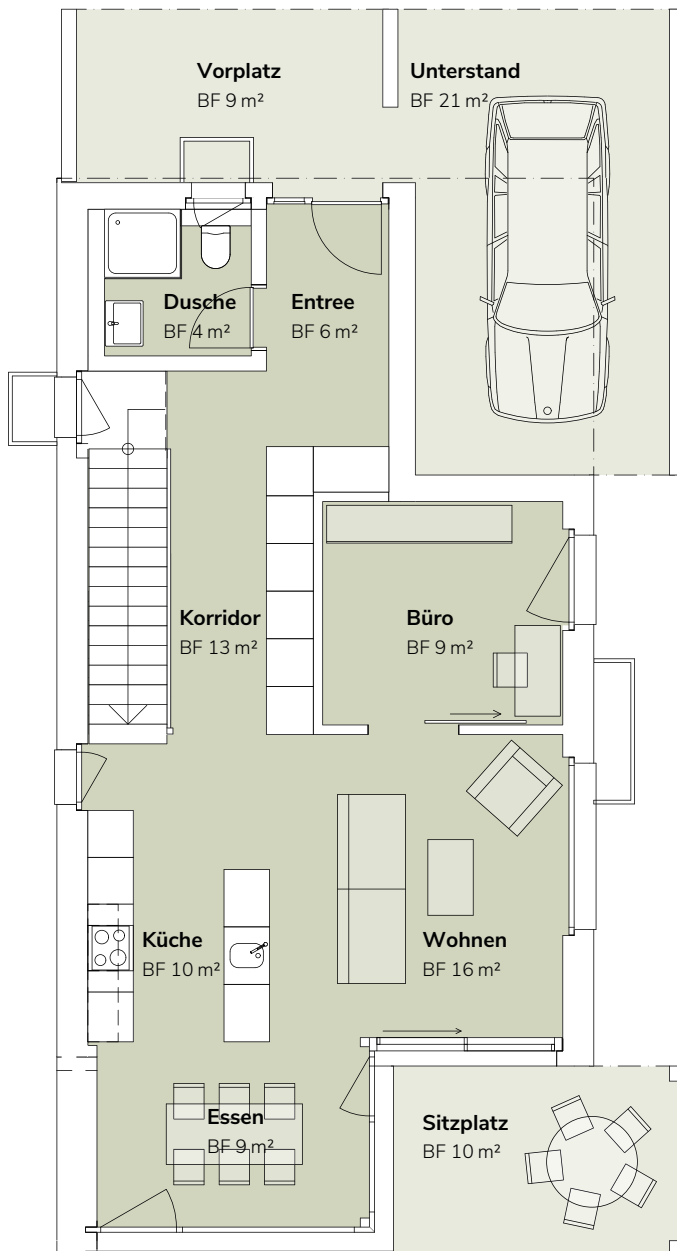 Vorplatz
BF 9 m²
Unterstand
BF 21 m²
Dusche
BF 4 m²
Entree
BF 6 m²
Korridor
BF 13 m²
Büro
BF 9 m²
Küche
BF 10 m²
Wohnen
BF 16 m²
Essen
BF 9 m²
Sitzplatz
BF 10 m²